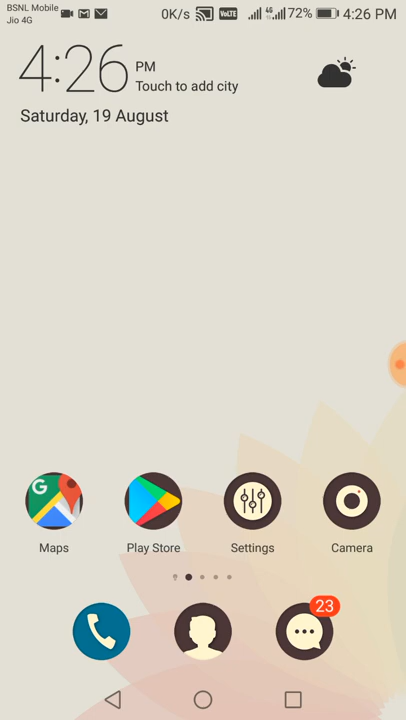 BSNL Mobile
Jio 4G
0K/s VoLTE 4G 72% 4:26 PM
4:26 PM
Touch to add city
Saturday, 19 August
G
Maps
Play Store
Settings
Camera
23